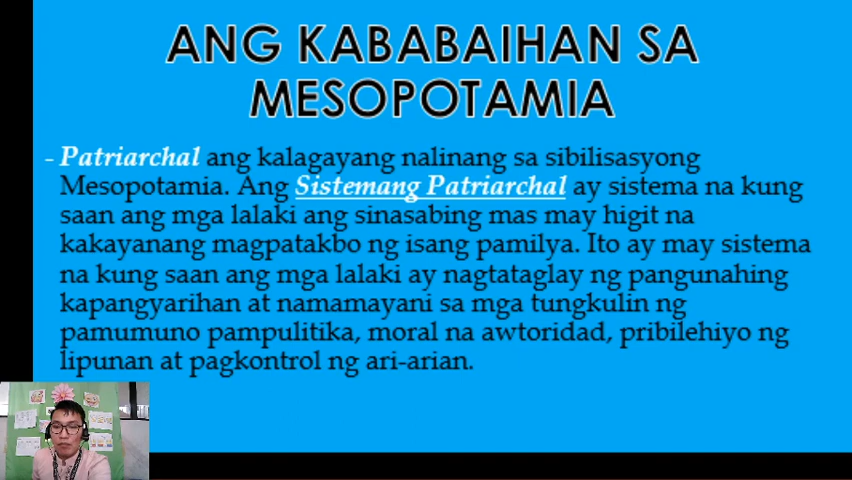 ANG KABABAIHAN SA
MESOPOTAMIA
- Patriarchal ang kalagayang nalinang sa sibilisasyong
Mesopotamia. Ang Sistemang Patriarchal ay sistema na kung
saan ang mga lalaki ang sinasabing mas may higit na
kakayanang magpatakbo ng isang pamilya. Ito ay may sistema
na kung saan ang mga lalaki ay nagtataglay ng pangunahing
kapangyarihan at namamayani sa mga tungkulin ng
pamumuno pampulitika, moral na awtoridad, pribilehiyo ng
lipunan at pagkontrol ng ari-arian.